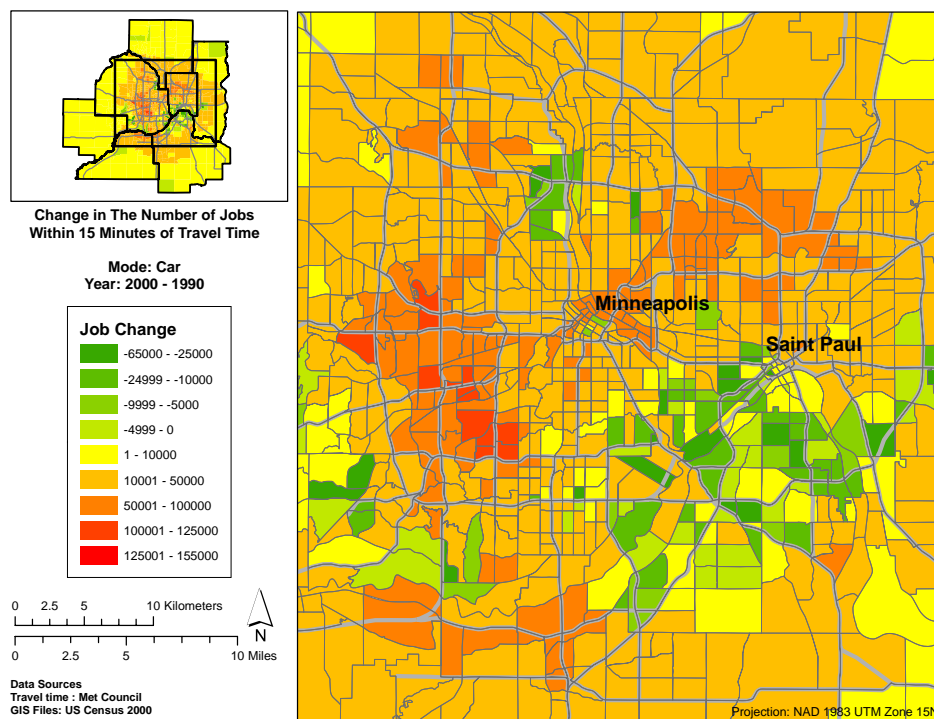 Change in The Number of Jobs
Within 15 Minutes of Travel Time
Mode: Car
Year: 2000 - 1990
Job Change
-65000 - -25000
-24999 - -10000
-9999 - -5000
-4999 - 0
1 - 10000
10001 - 50000
50001 - 100000
100001 - 125000
125001 - 155000
0 2.5 5 10 Kilometers
0 2.5 5 10 Miles
N
Data Sources
Travel time : Met Council
GIS Files: US Census 2000
Minneapolis
Saint Paul
Projection: NAD 1983 UTM Zone 15N